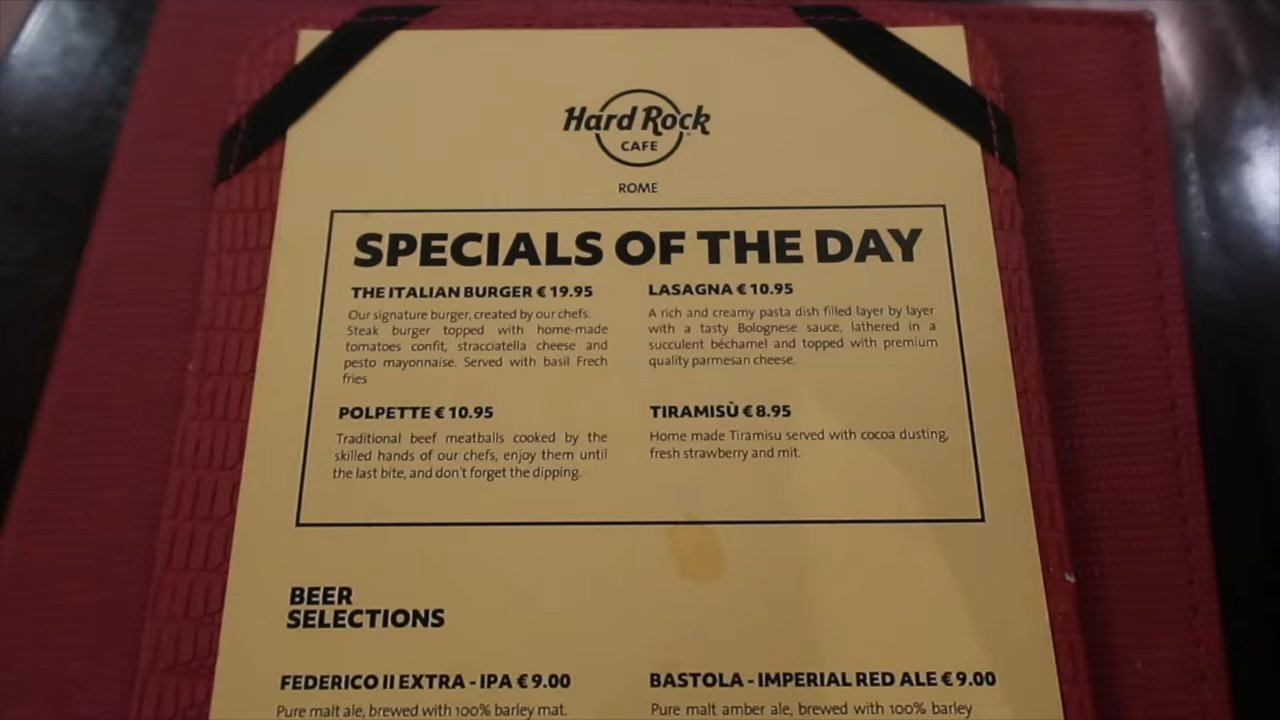 Hard Rock
CAFE
ROME
SPECIALS OF THE DAY
THE ITALIAN BURGER € 19.95
Our signature burger, created by our chefs.
Steak burger topped with home-made
tomatoes confit, stracciatella cheese and
pesto mayonnaise. Served with basil Frech
fries
LASAGNA € 10.95
A rich and creamy pasta dish filled layer by layer
with a tasty Bolognese sauce, lathered in a
succulent béchamel and topped with premium
quality parmesan cheese.
POLPETTE € 10.95
Traditional beef meatballs cooked by the
skilled hands of our chefs, enjoy them until
the last bite, and don't forget the dipping.
TIRAMISÙ € 8.95
Home made Tiramisu served with cocoa dusting,
fresh strawberry and mit.
BEER
SELECTIONS
FEDERICO II EXTRA - IPA € 9.00
Pure malt ale, brewed with 100% barley mat.
BASTOLA - IMPERIAL RED ALE € 9.00
Pure malt amber ale, brewed with 100% barley